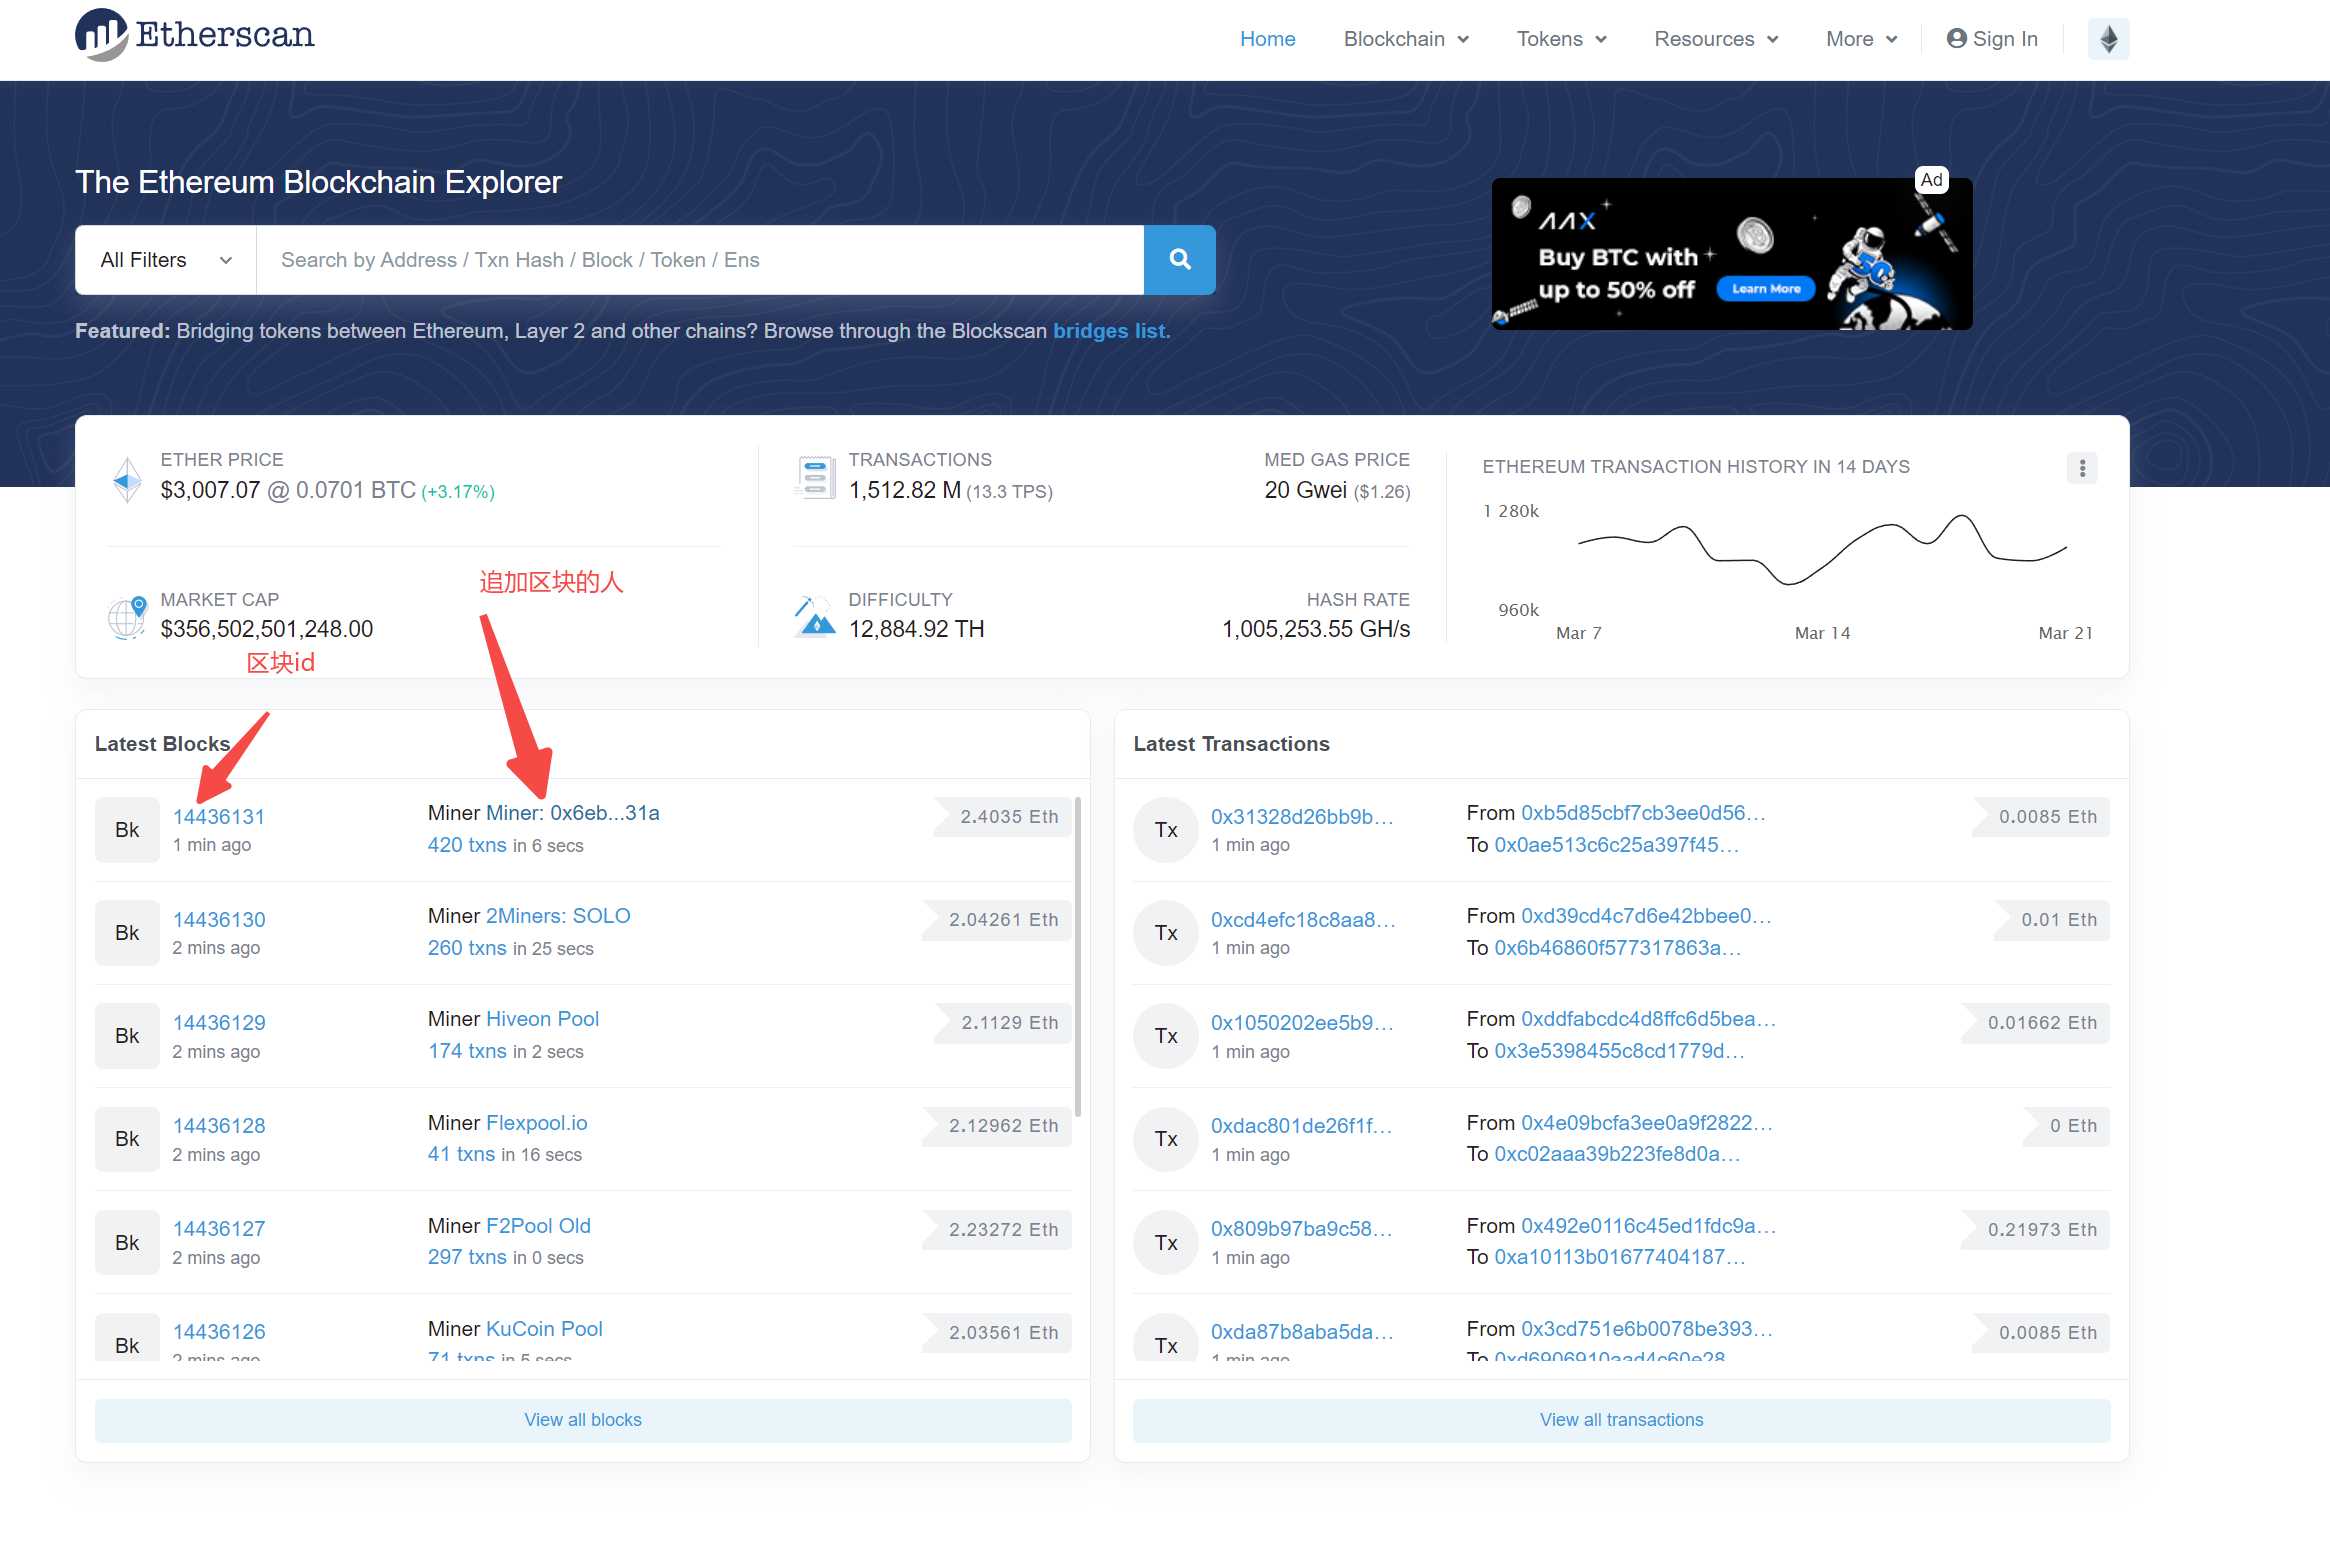 Etherscan
Home Blockchain Tokens Resources More Sign In
The Ethereum Blockchain Explorer
All Filters Search by Address / Txn Hash / Block / Token / Ens
Featured: Bridging tokens between Ethereum, Layer 2 and other chains? Browse through the Blockscan bridges list.
Ad
AAX
Buy BTC with
up to 50% off
Learn More
50
ETHER PRICE
$3,007.07 @ 0.0701 BTC (+3.17%)
MARKET CAP
$356,502,501,248.00
TRANSACTIONS
1,512.82 M (13.3 TPS)
MED GAS PRICE
20 Gwei ($1.26)
DIFFICULTY
12,884.92 TH
HASH RATE
1,005,253.55 GH/s
ETHEREUM TRANSACTION HISTORY IN 14 DAYS
1 280k
960k
Mar 7 Mar 14 Mar 21
追加区块的人
区块id
Latest Blocks
Bk
14436131
1 min ago
Miner Miner: 0x6eb...31a
420 txns in 6 secs
2.4035 Eth
Bk
14436130
2 mins ago
Miner 2Miners: SOLO
260 txns in 25 secs
2.04261 Eth
Bk
14436129
2 mins ago
Miner Hiveon Pool
174 txns in 2 secs
2.1129 Eth
Bk
14436128
2 mins ago
Miner Flexpool.io
41 txns in 16 secs
2.12962 Eth
Bk
14436127
2 mins ago
Miner F2Pool Old
297 txns in 0 secs
2.23272 Eth
Bk
14436126
2 mins ago
Miner KuCoin Pool
71 txns in 5 secs
2.03561 Eth
View all blocks
Latest Transactions
Tx
0x31328d26bb9b...
1 min ago
From 0xb5d85cbf7cb3ee0d56...
To 0x0ae513c6c25a397f45...
0.0085 Eth
Tx
0xcd4efc18c8aa8...
1 min ago
From 0xd39cd4c7d6e42bbee0...
To 0x6b46860f577317863a...
0.01 Eth
Tx
0x1050202ee5b9...
1 min ago
From 0xddfabcdc4d8ffc6d5bea...
To 0x3e5398455c8cd1779d...
0.01662 Eth
Tx
0xdac801de26f1f...
1 min ago
From 0x4e09bcfa3ee0a9f2822...
To 0xc02aaa39b223fe8d0a...
0 Eth
Tx
0x809b97ba9c58...
1 min ago
From 0x492e0116c45ed1fdc9a...
To 0xa10113b01677404187...
0.21973 Eth
Tx
0xda87b8aba5da...
1 min ago
From 0x3cd751e6b0078be393...
To 0xd6906910aad4c60e28
0.0085 Eth
View all transactions